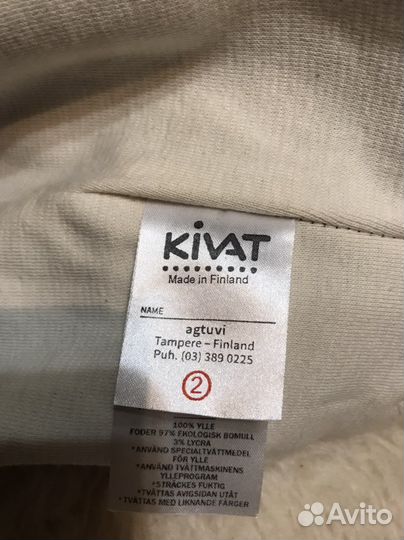 KiVAT
Made in Finland
NAME
agtuvi
Tampere – Finland
Puh. (03) 389 0225
2
100% YLLE
FODER 97% EKOLOGISK BOMULL
3% LYCRA
*ANVÄND SPECIALTVÄTTMEDEL
FÖR YLLE
*ANVÄND TVÄTTMASKINENS
YLLEPROGRAM
*STRÄCKES FUKTIG
*TVÄTTAS AVIGSIDAN UTÅT
*TVÄTTAS MED LIKNANDE FÄRGER
Avito